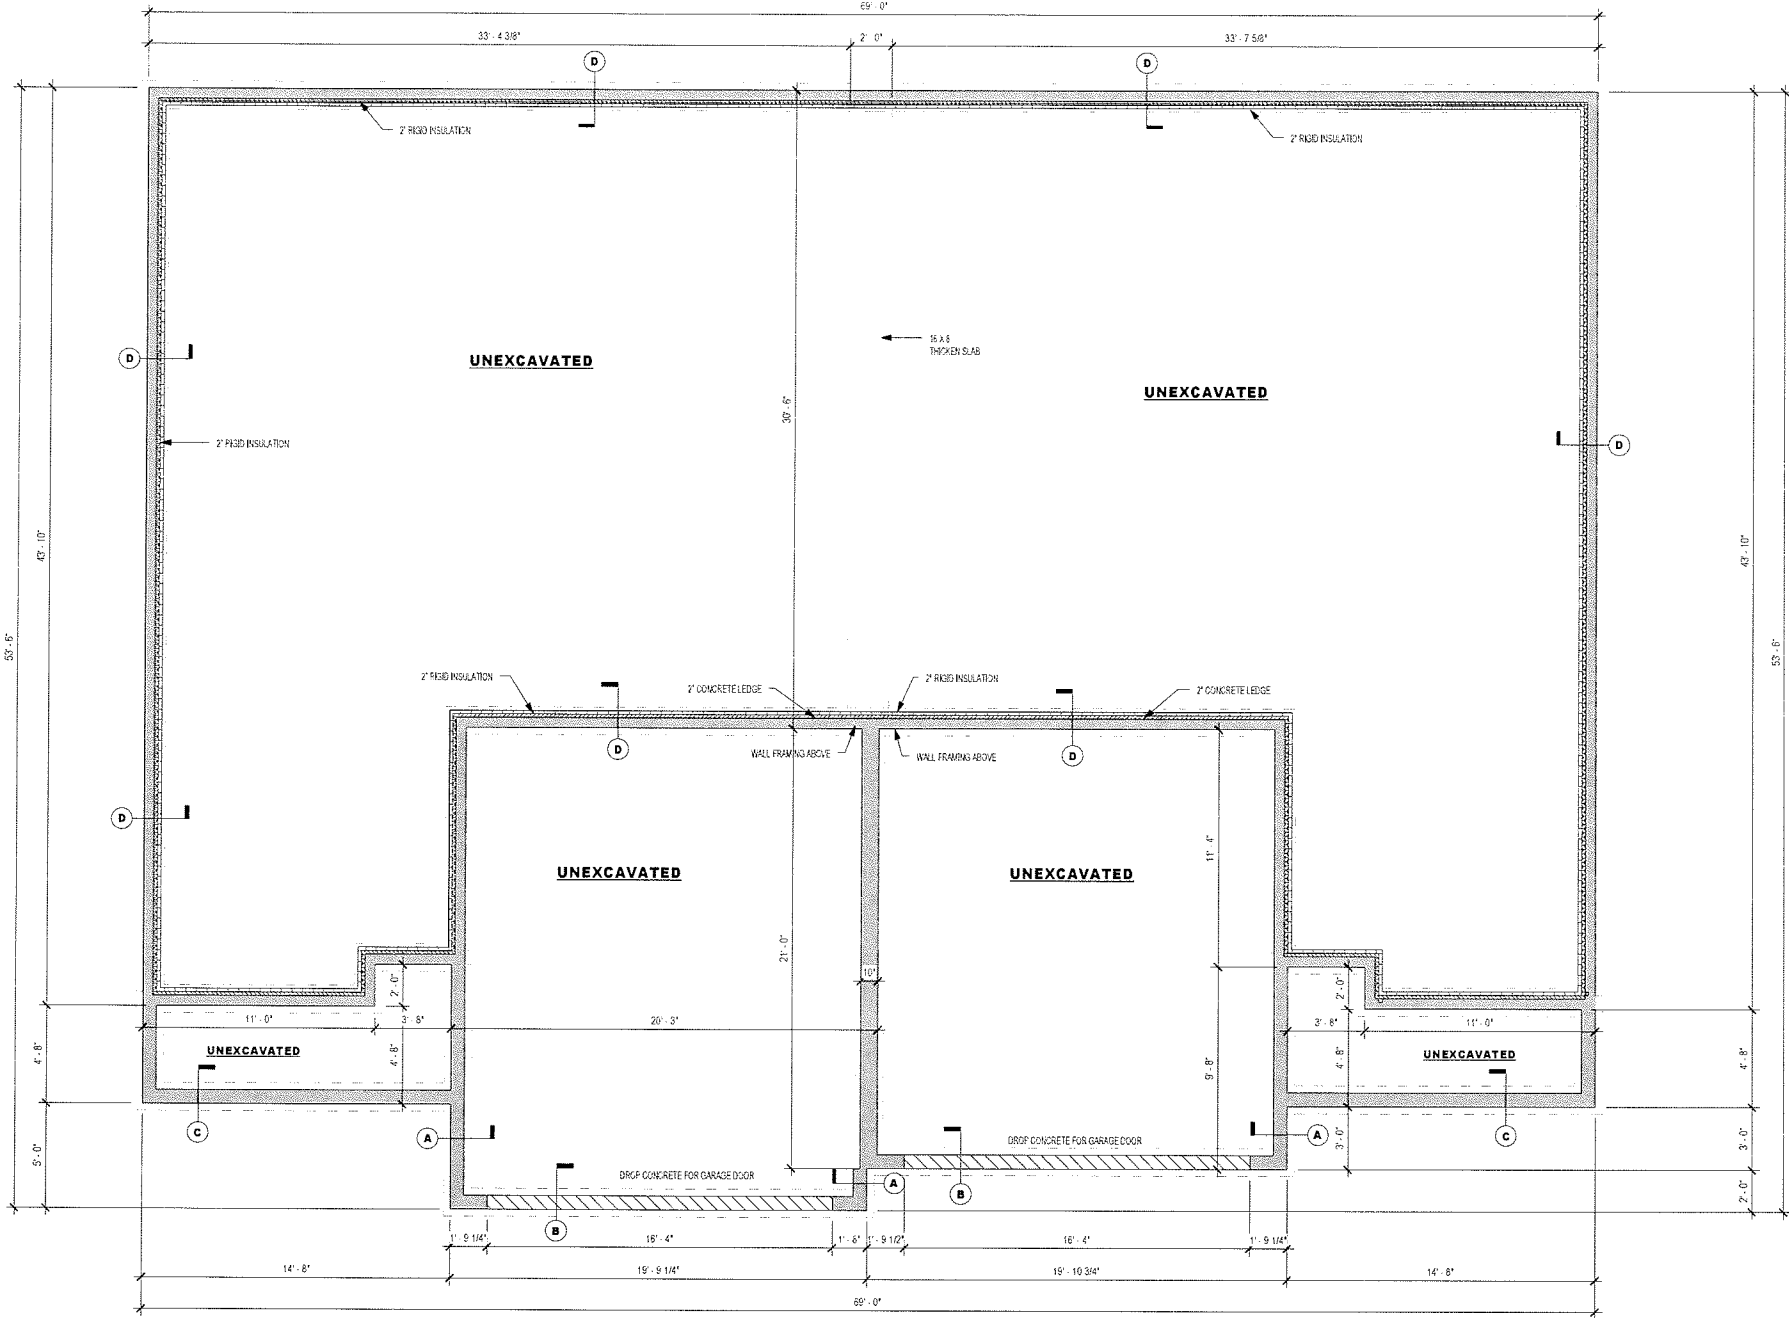 69' - 0"
33' - 4 3/8"
2' 0"
33' - 7 5/8"
D
D
2" RIGID INSULATION
2" RIGID INSULATION
16 X 8
THICKEN SLAB
D
UNEXCAVATED
UNEXCAVATED
30' - 6"
2" RIGID INSULATION
D
43' - 10"
43' - 10"
53' - 6"
53' - 6"
2" RIGID INSULATION
2" CONCRETE LEDGE
2" RIGID INSULATION
2" CONCRETE LEDGE
D
WALL FRAMING ABOVE
WALL FRAMING ABOVE
D
D
11' - 4"
UNEXCAVATED
UNEXCAVATED
21' - 0"
10"
2' - 0"
2' - 0"
11' - 0"
3' - 8"
20' - 3"
3' - 8"
11' - 0"
UNEXCAVATED
UNEXCAVATED
4' - 8"
4' - 8"
9' - 8"
4' - 8"
4' - 8"
C
A
DROP CONCRETE FOR GARAGE DOOR
A
C
5' - 0"
3' - 0"
3' - 0"
DROP CONCRETE FOR GARAGE DOOR
A
B
2' - 0"
B
1' - 9 1/4"
16' - 4"
1' - 8"
1' - 9 1/2"
16' - 4"
1' - 9 1/4"
14' - 8"
19' - 9 1/4"
19' - 10 3/4"
14' - 8"
69' - 0"